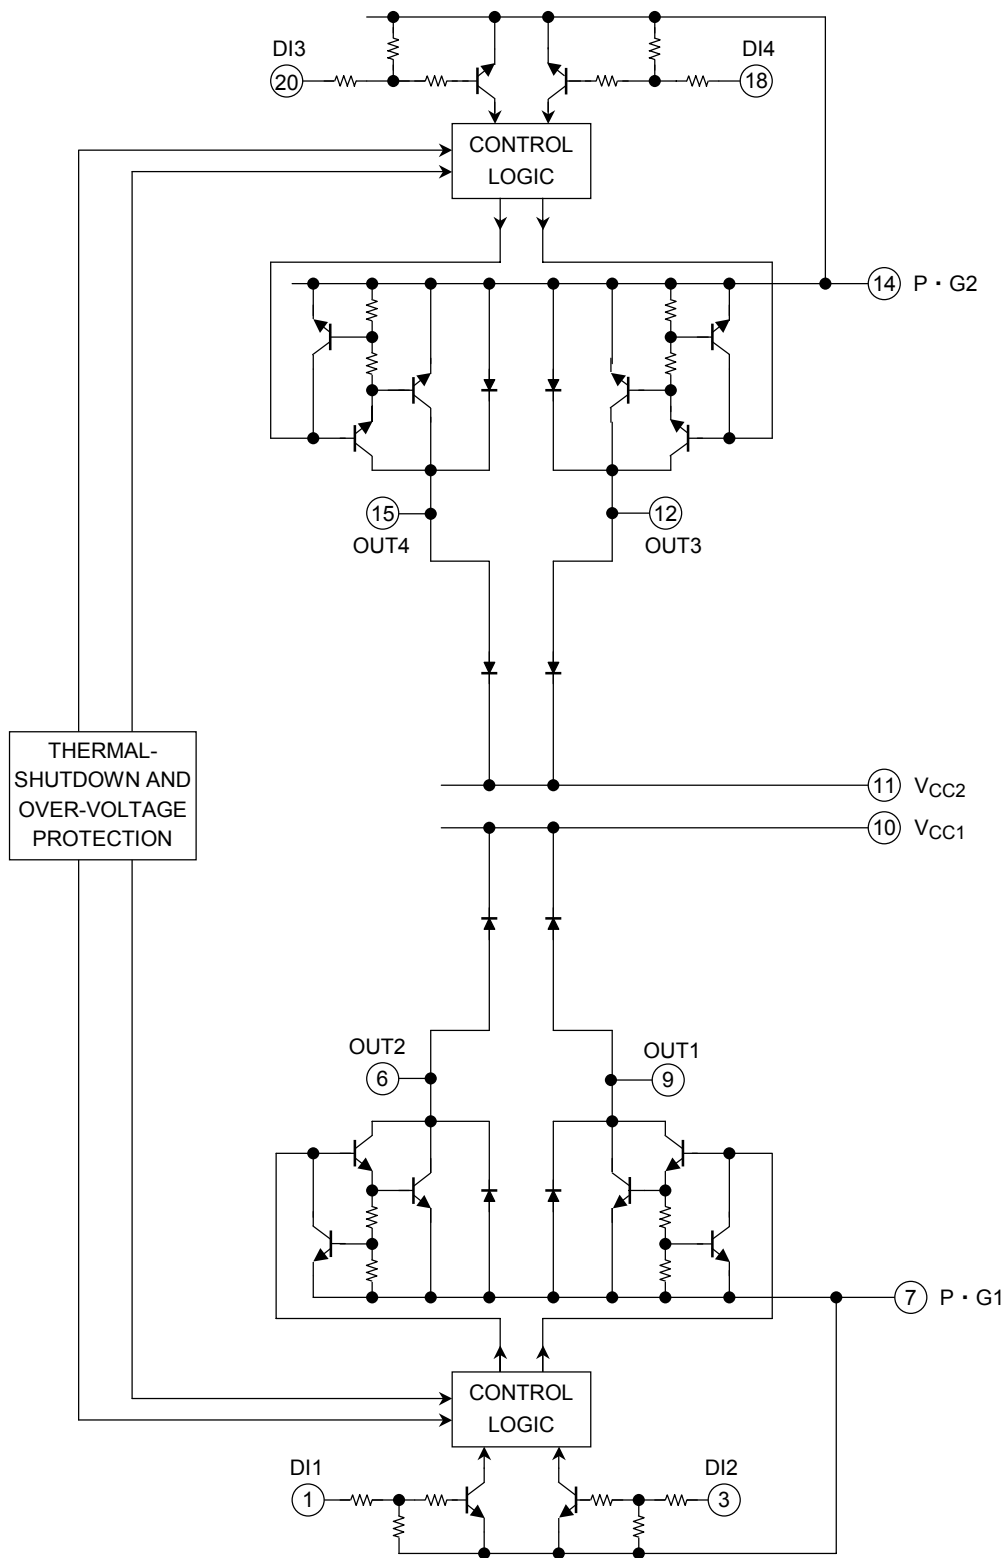 DI3
DI4
20
18
CONTROL
LOGIC
14 P・G2
15
12
OUT4
OUT3
THERMAL-
SHUTDOWN AND
OVER-VOLTAGE
PROTECTION
11 VCC2
10 VCC1
OUT2
OUT1
6
9
7 P・G1
CONTROL
LOGIC
DI1
DI2
1
3